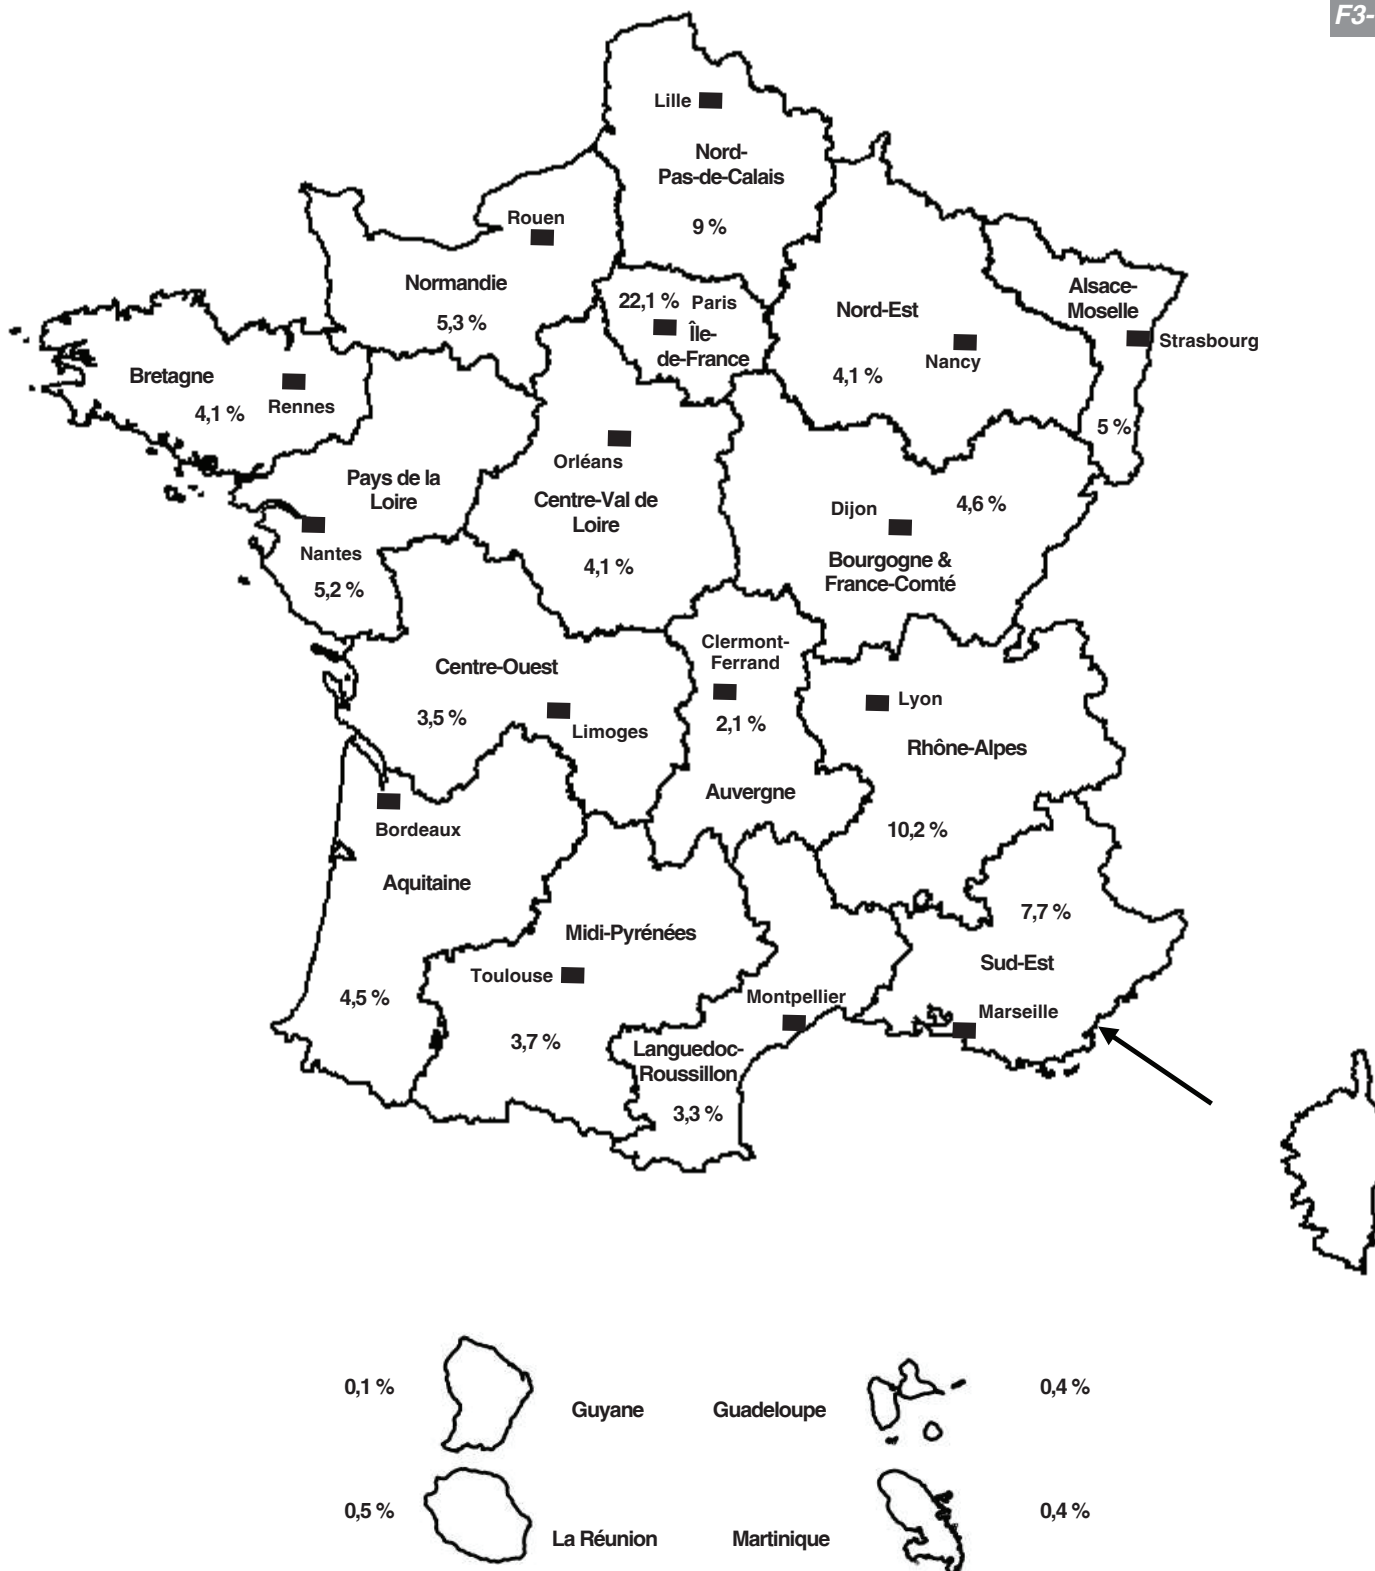 F3-
Lille
Nord-
Pas-de-Calais
9 %
Rouen
Normandie
5,3 %
22,1 % Paris
Île-
de-France
Nord-Est
Nancy
4,1 %
Alsace-
Moselle
Strasbourg
5 %
Bretagne
4,1 %
Rennes
Pays de la
Loire
Nantes
5,2 %
Orléans
Centre-Val de
Loire
4,1 %
Dijon
4,6 %
Bourgogne &
France-Comté
Centre-Ouest
3,5 %
Limoges
Clermont-
Ferrand
2,1 %
Auvergne
Lyon
Rhône-Alpes
10,2 %
Bordeaux
Aquitaine
4,5 %
Midi-Pyrénées
Toulouse
3,7 %
Montpellier
Languedoc-
Roussillon
3,3 %
7,7 %
Sud-Est
Marseille
0,1 %
Guyane
Guadeloupe
0,4 %
0,5 %
La Réunion
Martinique
0,4 %